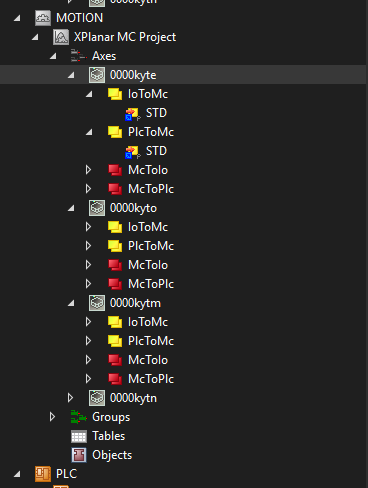 MOTION
XPlanar MC Project
Axes
0000kyte
IoToMc
STD
PlcToMc
STD
McToIo
McToPlc
0000kyto
IoToMc
PlcToMc
McToIo
McToPlc
0000kytm
IoToMc
PlcToMc
McToIo
McToPlc
0000kytn
Groups
Tables
Objects
PLC